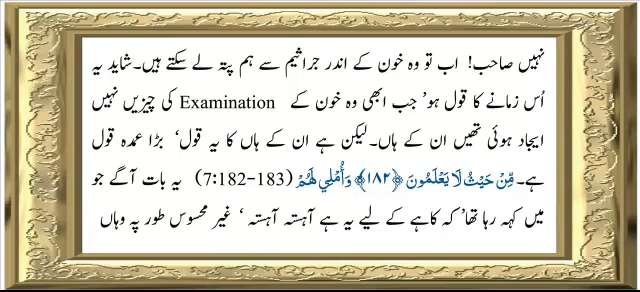 نہیں صاحب! اب تو وہ خون کے اندر جراثیم سے ہم پتہ لے سکتے ہیں۔شاید یہ
اُس زمانے کا قول ہو’ جب ابھی وہ خون کے Examination کی چیزیں نہیں
ایجاد ہوئی تھیں ان کے ہاں۔لیکن ہے ان کے ہاں کا یہ قول‘ بڑا عمدہ قول
ہے۔ مِّنْ حَيْثُ لَا يَعْلَمُونَ ﴿۱۸۲﴾ وَأُمْلِي لَهُمْ (7:182-183) یہ بات آگے جو
میں کہہ رہا تھا’ کہ کاہے کے لیے یہ ہے آہستہ آہستہ ‘ غیر محسوس طور پہ وہاں